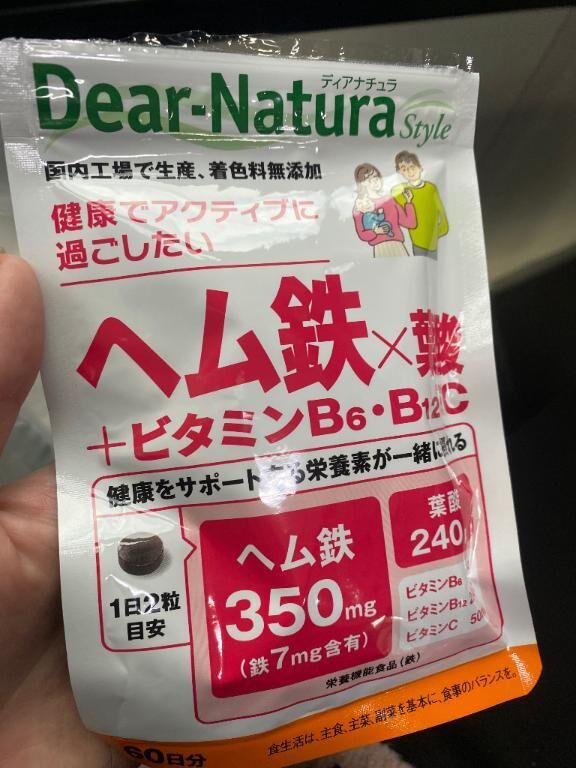 ディアナチュラ
Dear-Natura Style
国内工場で生産、着色料無添加
健康でアクティブに
過ごしたい
ヘム鉄×葉酸
+ビタミンB6・B12 C
健康をサポートする栄養素が一緒に摂れる
1日2粒
目安
ヘム鉄
350mg
(鉄7mg含有)
葉酸
240
ビタミンB6
ビタミンB12
ビタミンC 500
栄養機能食品(鉄)
60日分
食生活は、主食、主菜、副菜を基本に、食事のバランスを。